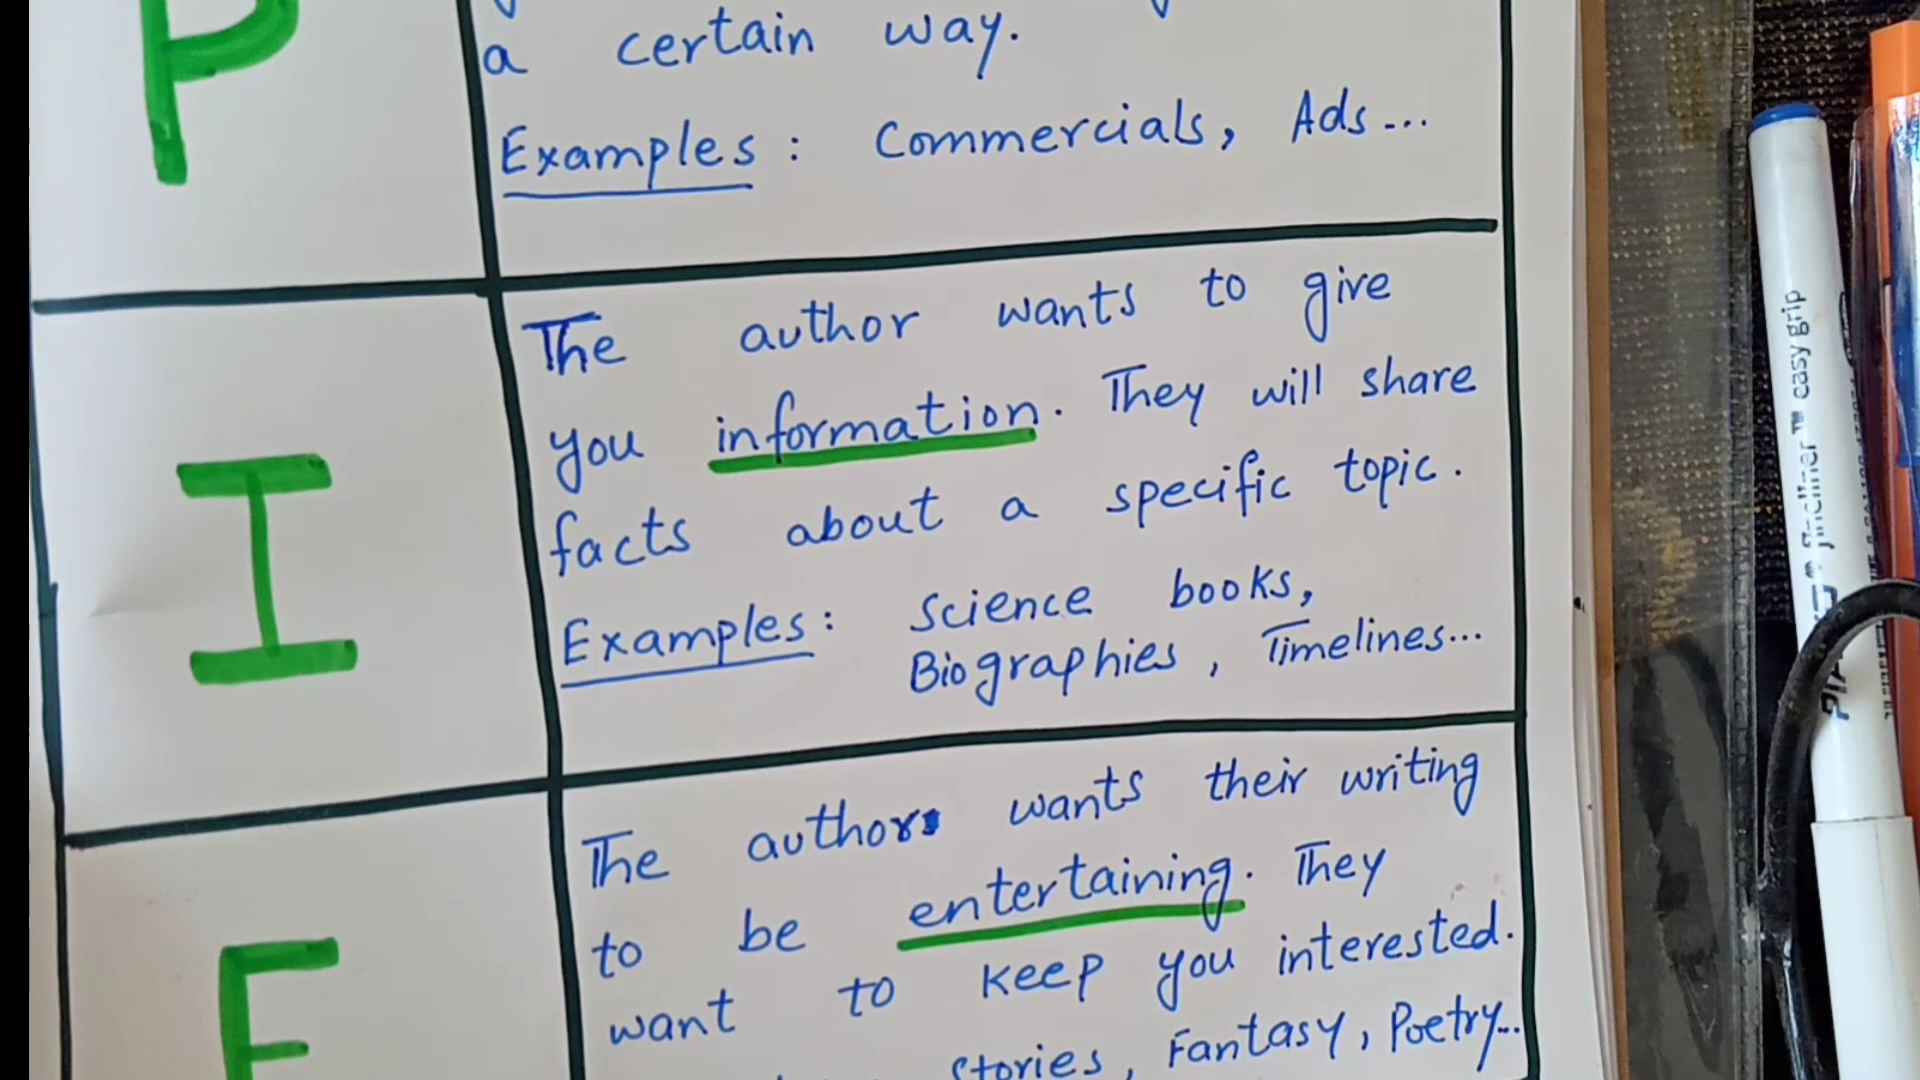 P
a certain way.
Examples : Commercials, Ads...
I
The author wants to give
you information. They will share
facts about a specific topic.
Examples : Science books,
Biographies, Timelines...
E
The author wants their writing
to be entertaining. They
want to keep you interested.
Stories, Fantasy, Poetry...
fineliner™ easy grip